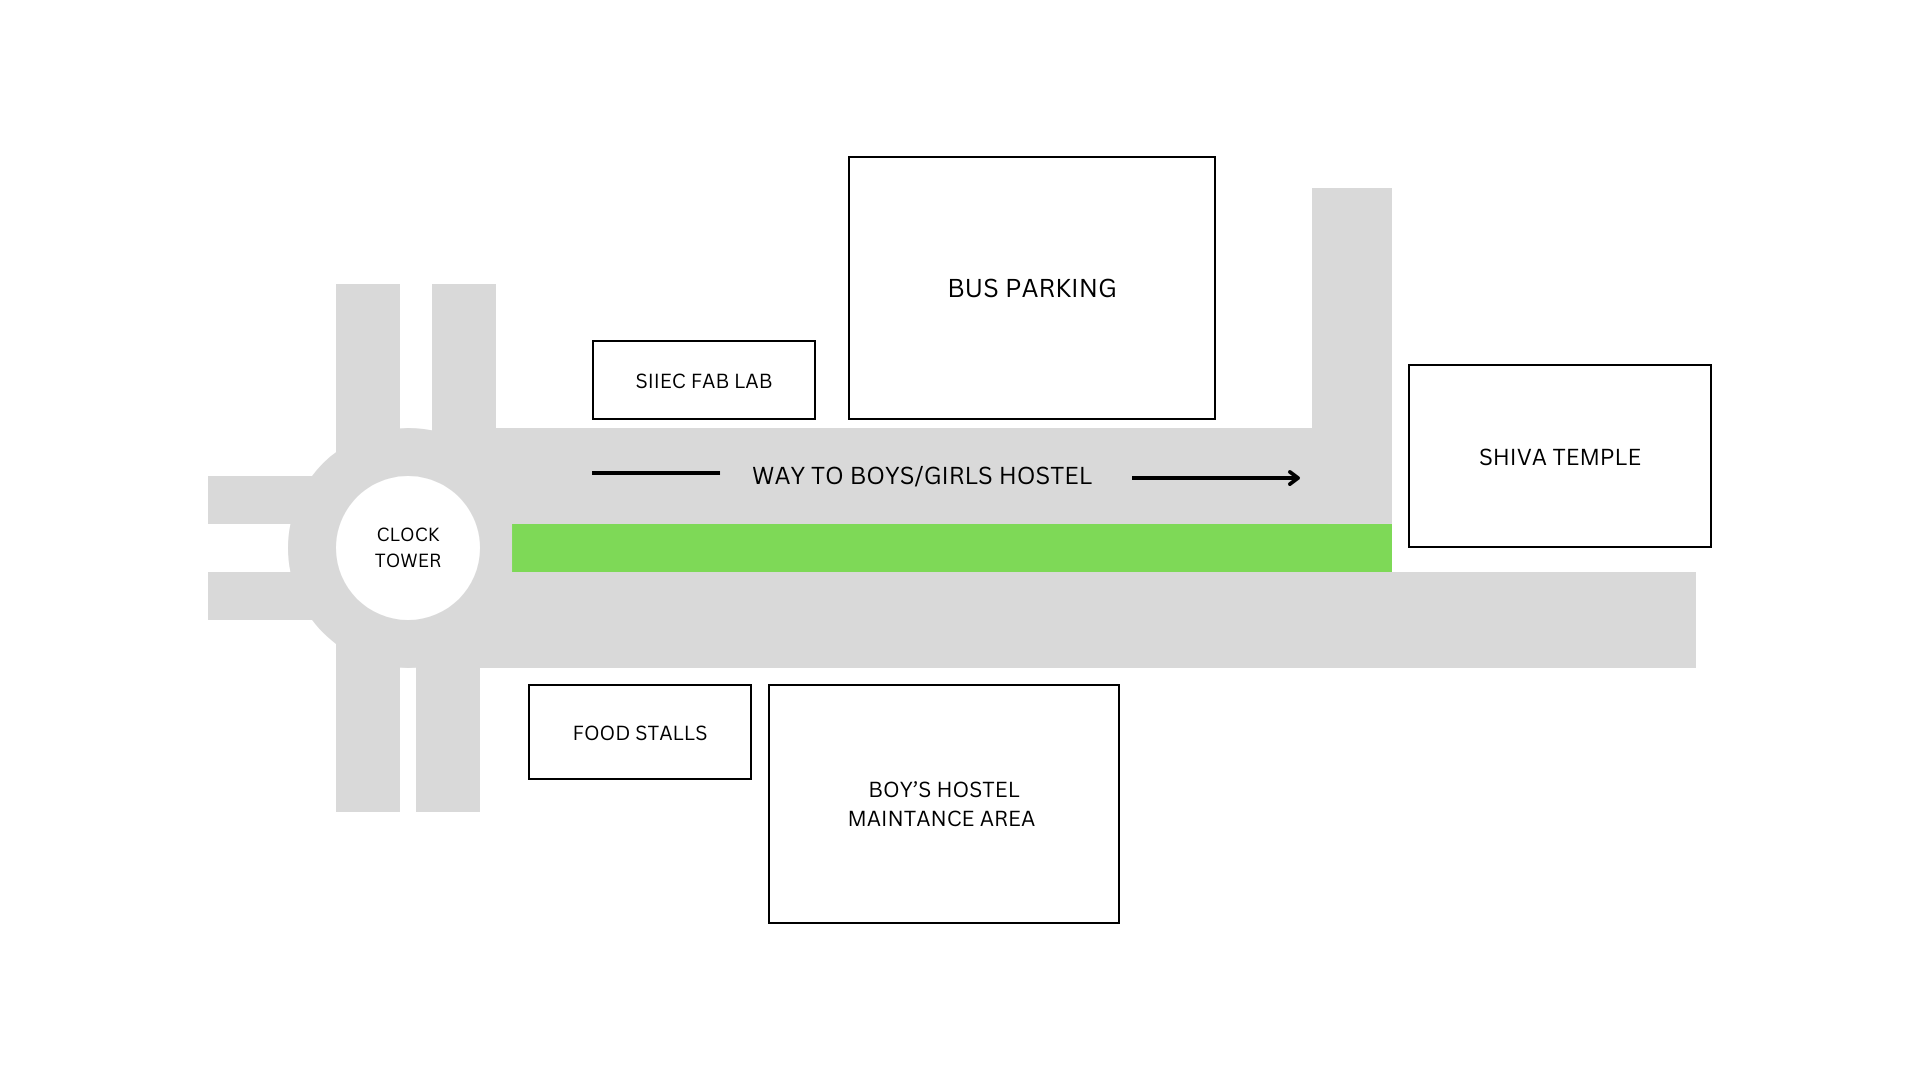 BUS PARKING
SIIEC FAB LAB
SHIVA TEMPLE
WAY TO BOYS/GIRLS HOSTEL
CLOCK
TOWER
FOOD STALLS
BOY’S HOSTEL
MAINTANCE AREA